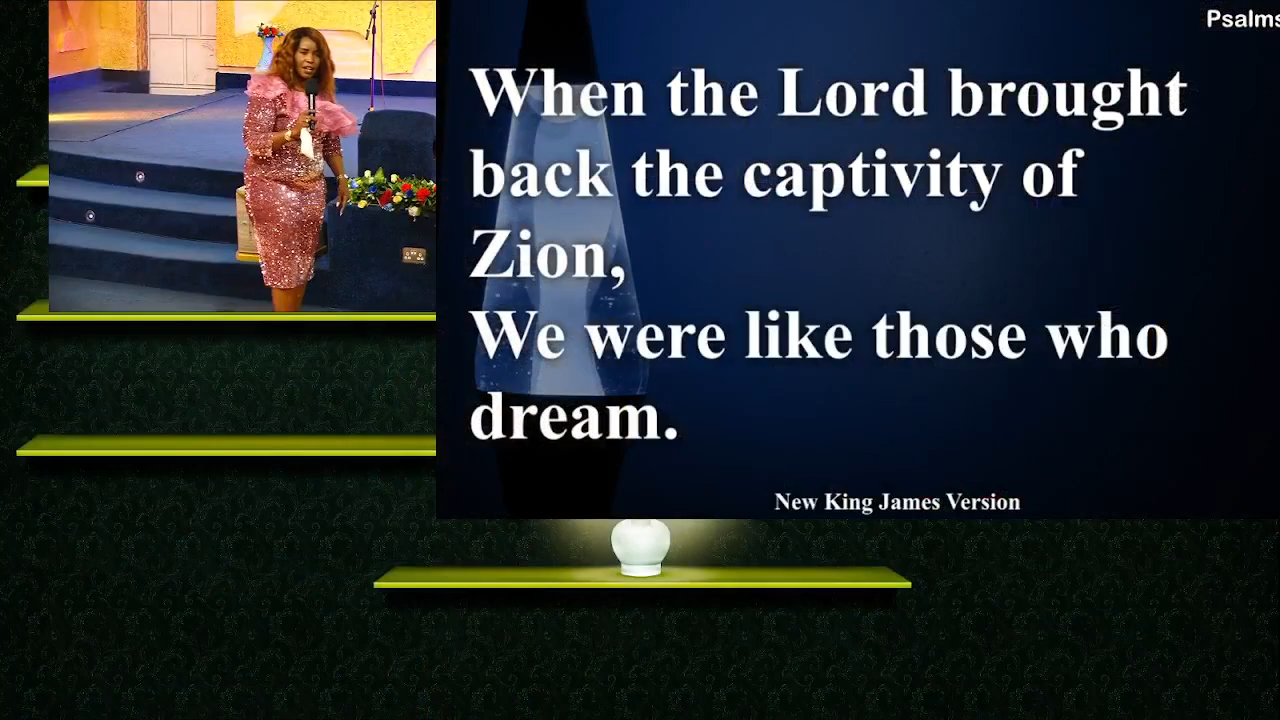 Psalms
When the Lord brought
back the captivity of
Zion,
We were like those who
dream.
New King James Version